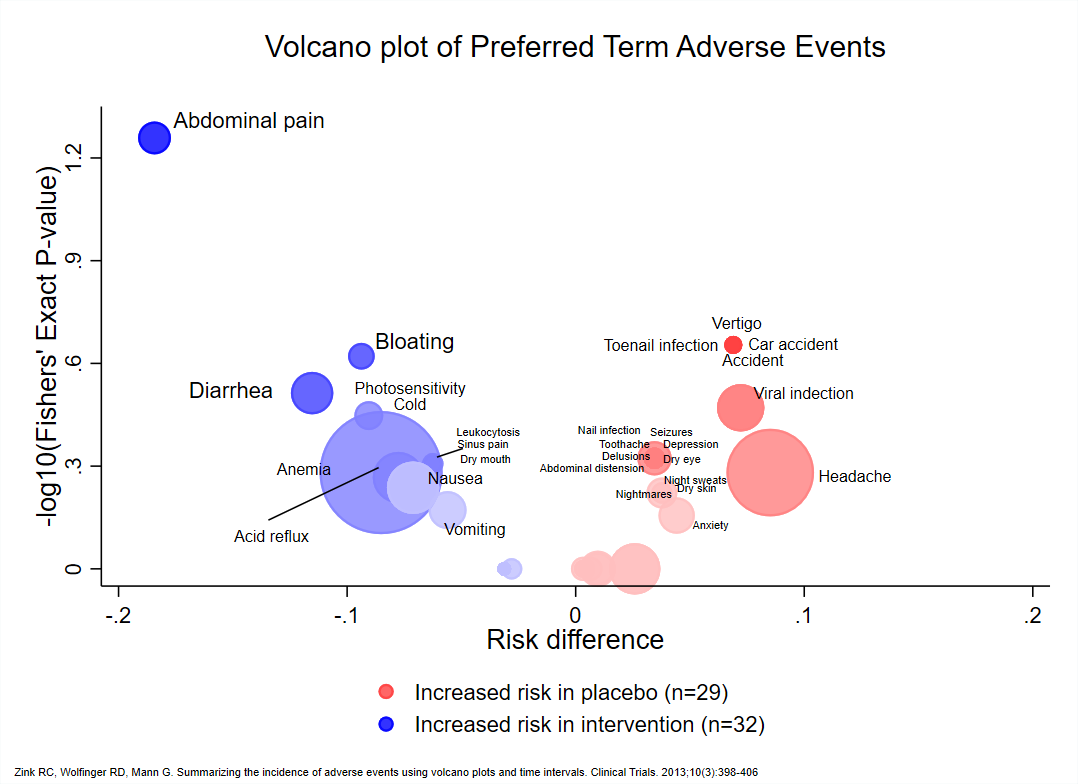 Volcano plot of Preferred Term Adverse Events
Abdominal pain
1.2
.9
.6
.3
0
-log10(Fishers' Exact P-value)
Vertigo
Bloating
Toenail infection
Car accident
Accident
Diarrhea
Photosensitivity
Viral indection
Cold
Leukocytosis
Nail infection
Seizures
Sinus pain
Toothache
Depression
Dry mouth
Delusions
Dry eye
Anemia
Abdominal distension
Nausea
Night sweats
Headache
Dry skin
Nightmares
Acid reflux
Vomiting
Anxiety
-.2
-.1
0
.1
.2
Risk difference
Increased risk in placebo (n=29)
Increased risk in intervention (n=32)
Zink RC, Wolfinger RD, Mann G. Summarizing the incidence of adverse events using volcano plots and time intervals. Clinical Trials. 2013;10(3):398-406